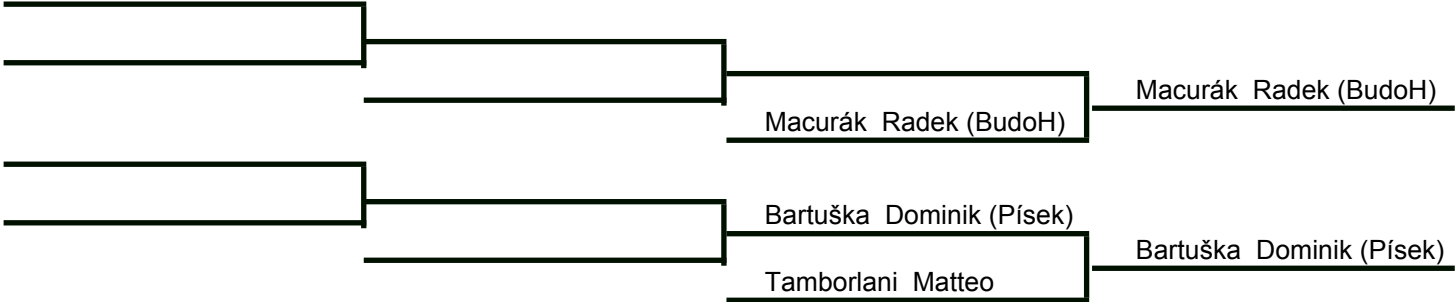 Macurák  Radek (BudoH)
Macurák  Radek (BudoH)
Bartuška  Dominik (Písek)
Bartuška  Dominik (Písek)
Tamborlani  Matteo